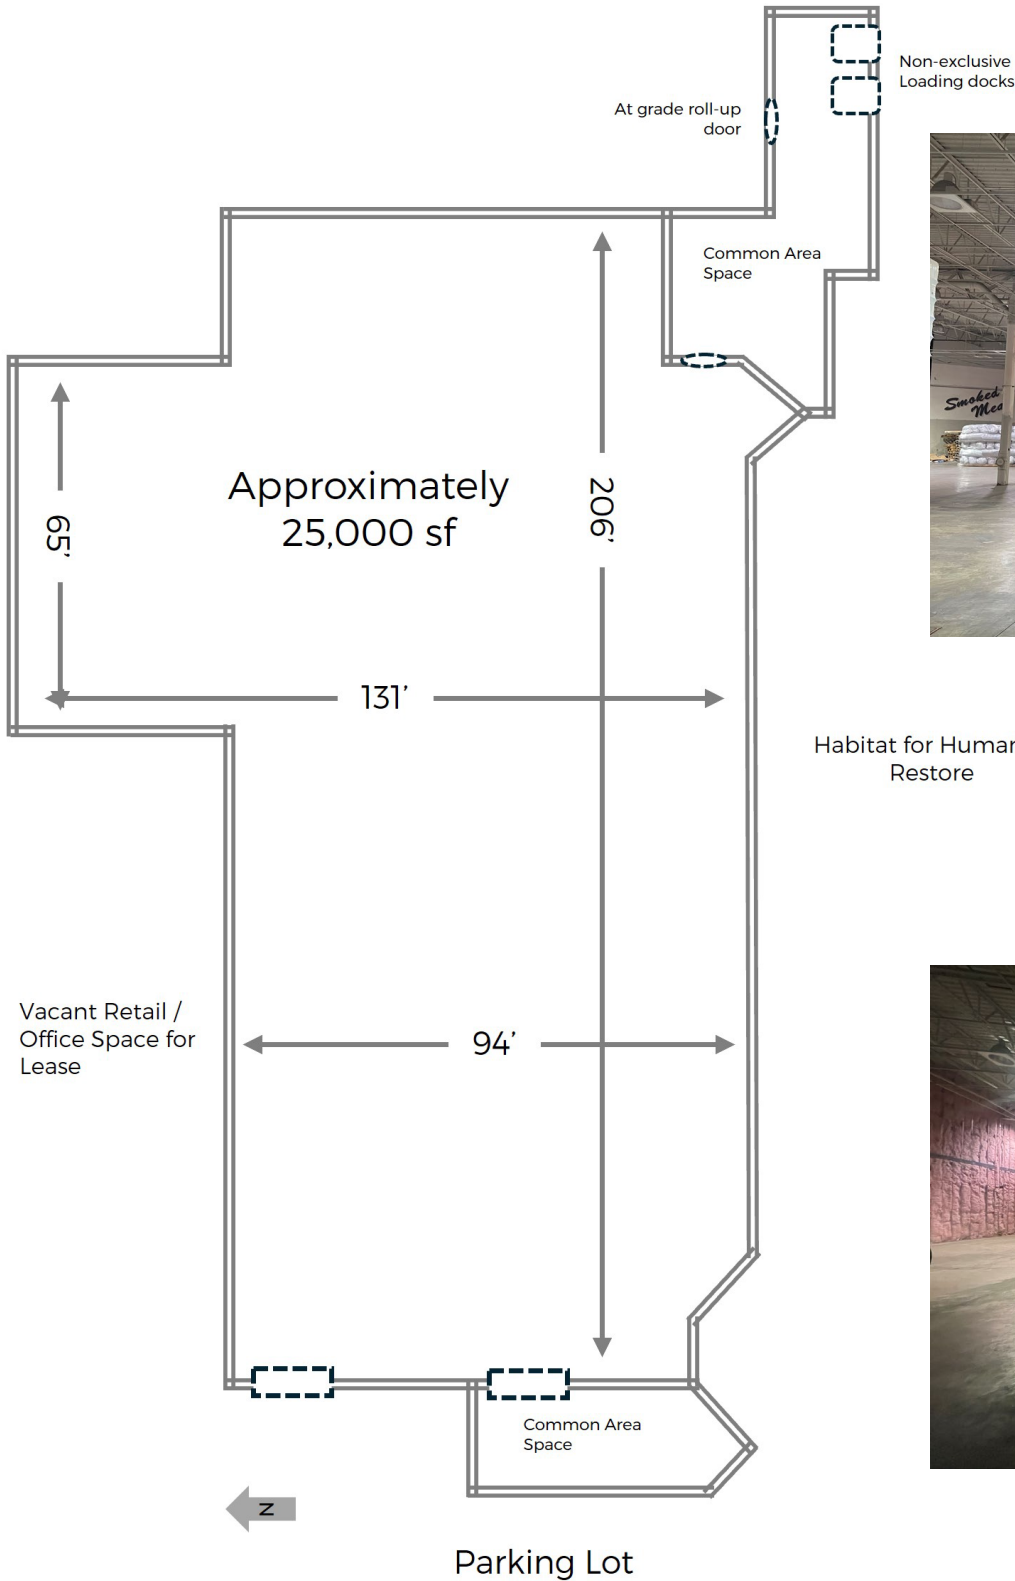 Non-exclusive
Loading docks
At grade roll-up
door
Common Area
Space
Smoked
Approximately
25,000 sf
206’
65’
131’
Habitat for
Restore
Vacant Retail /
Office Space for
Lease
94’
Common Area
Space
N
Parking Lot